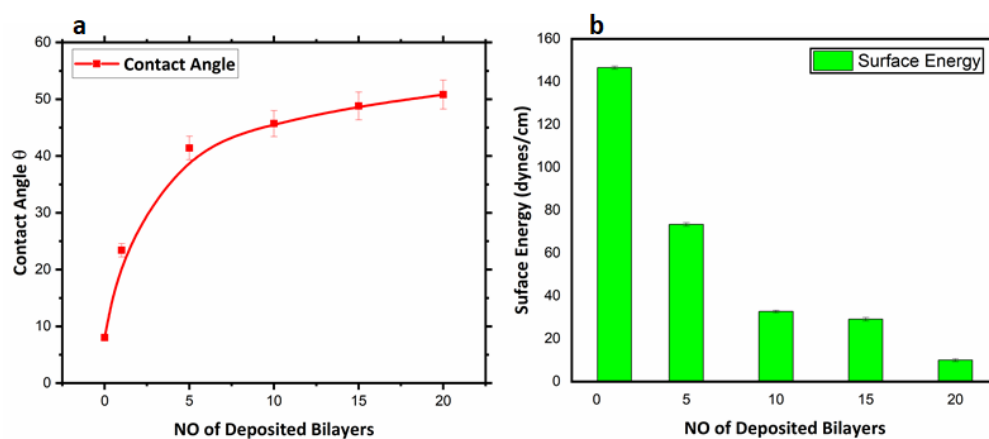 a
60
50
40
30
20
10
0
Contact Angle θ
Contact Angle
0 5 10 15 20
NO of Deposited Bilayers
b
160
140
120
100
80
60
40
20
0
Suface Energy (dynes/cm)
Surface Energy
0 5 10 15 20
NO of Deposited Bilayers